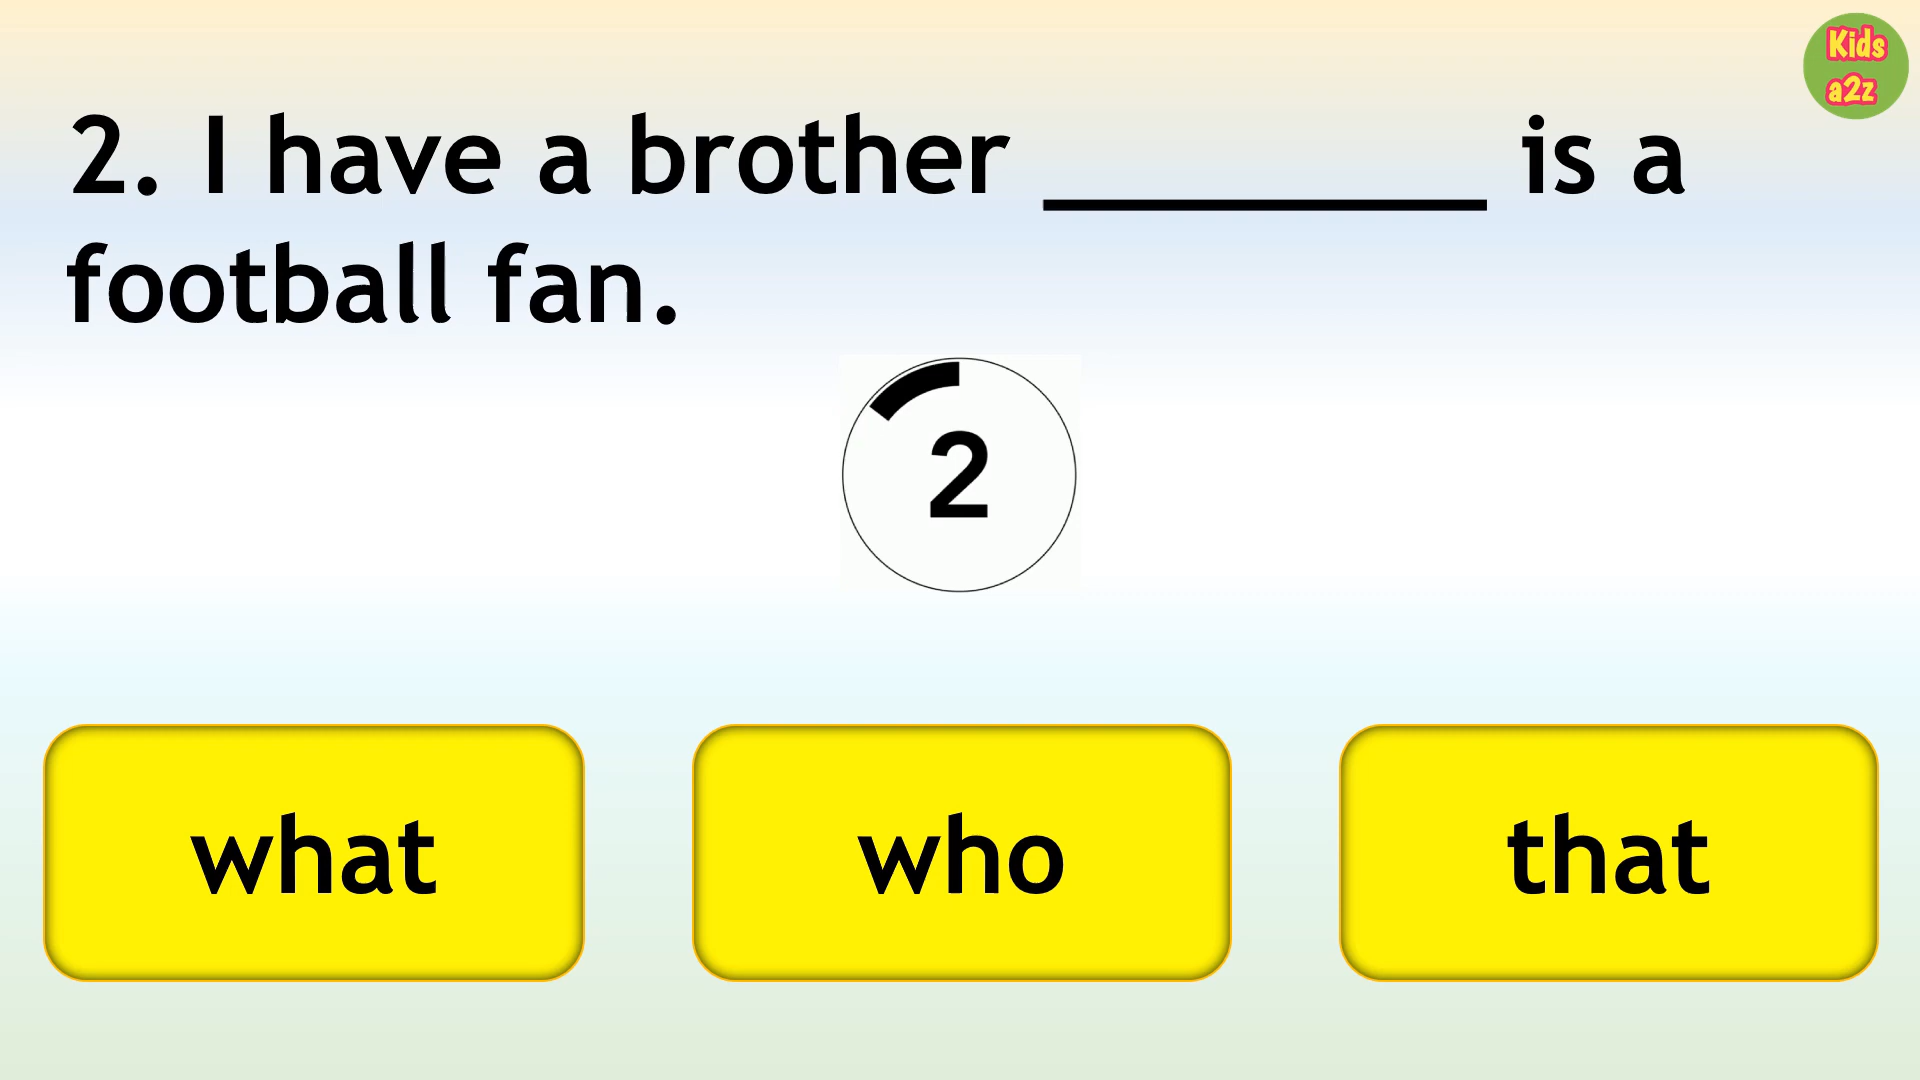 Kids
a2z
2. I have a brother __________ is a
football fan.
2
what
who
that